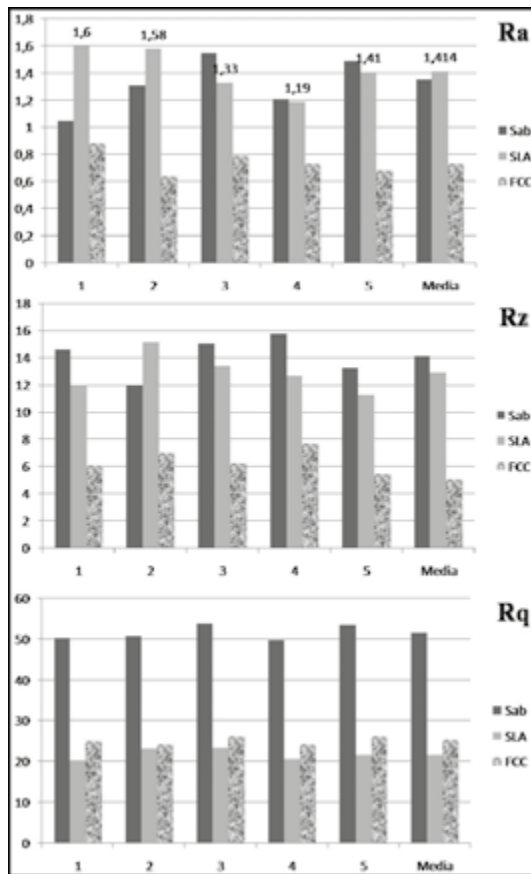 Ra
1,8
1,6
1,4
1,2
1
0,8
0,6
0,4
0,2
0
1,6
1,58
1,33
1,19
1,41
1,414
Sab
SLA
FCC
1 2 3 4 5 Media
Rz
18
16
14
12
10
8
6
4
2
0
Sab
SLA
FCC
1 2 3 4 5 Media
Rq
60
50
40
30
20
10
0
Sab
SLA
FCC
1 2 3 4 5 Media